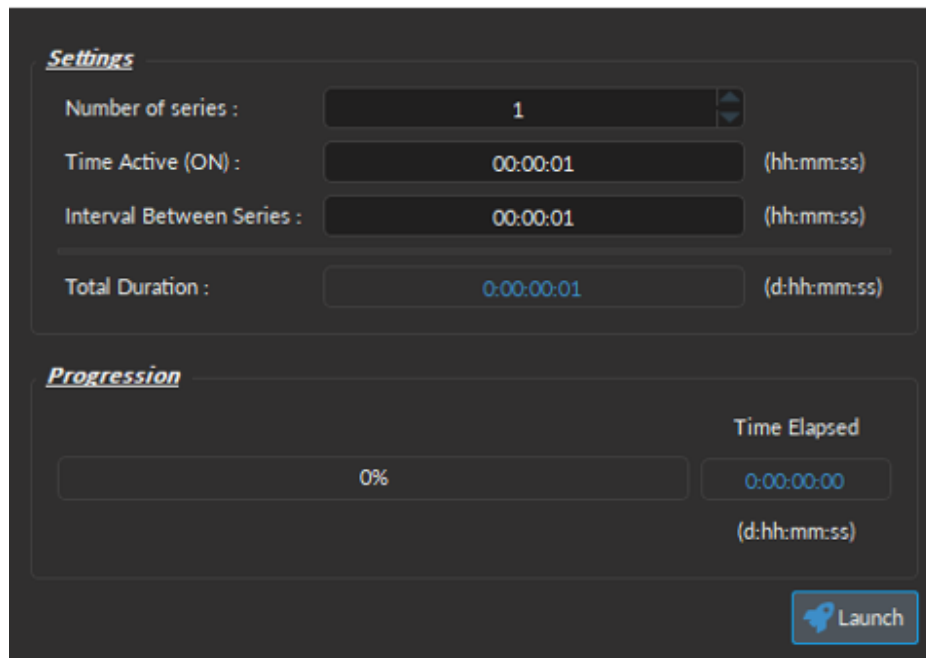 Settings
Number of series : 1
Time Active (ON) : 00:00:01 (hh:mm:ss)
Interval Between Series : 00:00:01 (hh:mm:ss)
Total Duration : 0:00:00:01 (d:hh:mm:ss)
Progression
Time Elapsed
0% 0:00:00:00
(d:hh:mm:ss)
Launch